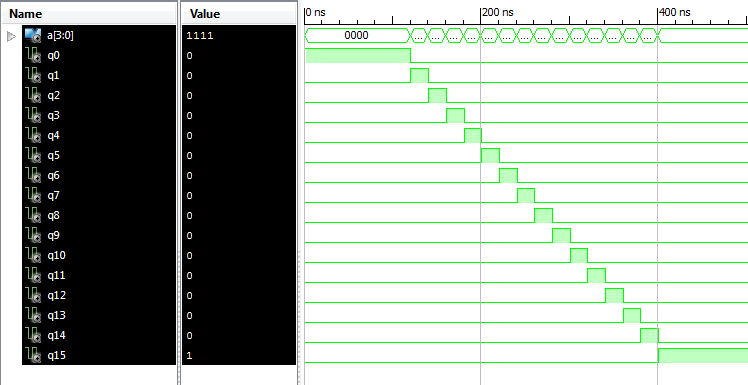 Name Value 0 ns 200 ns 400 ns
a[3:0] 1111 0000 ... ... ... ... ... ... ... ... ... ... ... ... ... ...
q0 0
q1 0
q2 0
q3 0
q4 0
q5 0
q6 0
q7 0
q8 0
q9 0
q10 0
q11 0
q12 0
q13 0
q14 0
q15 1